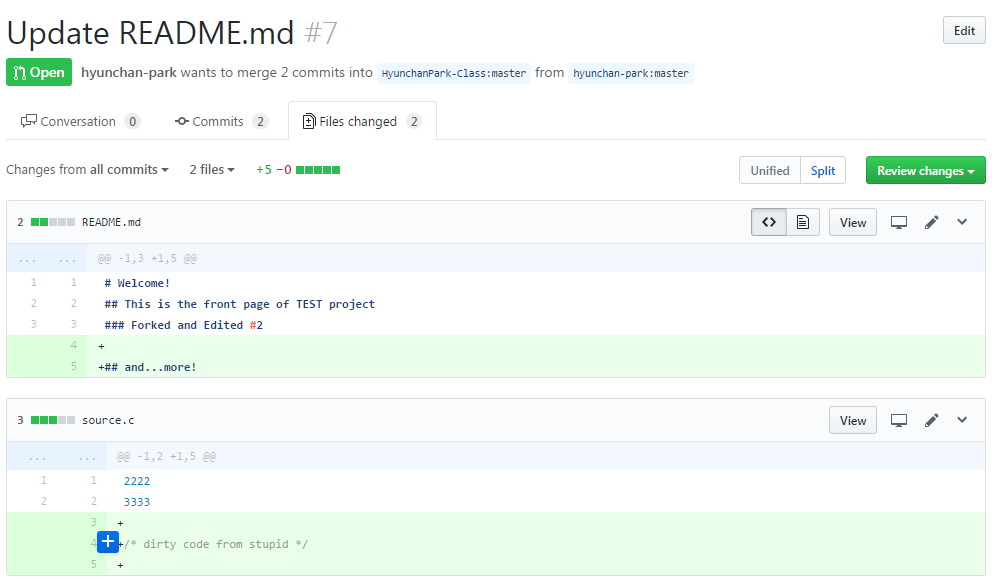 Update README.md #7
Edit
Open hyunchan-park wants to merge 2 commits into HyunchanPark-Class:master from hyunchan-park:master
Conversation 0 Commits 2 Files changed 2
Changes from all commits 2 files +5 −0 Unified Split Review changes
2 README.md View
... ... @@ -1,3 +1,5 @@
1 1 # Welcome!
2 2 ## This is the front page of TEST project
3 3 ### Forked and Edited #2
4 +
5 +## and...more!
3 source.c View
... ... @@ -1,2 +1,5 @@
1 1 2222
2 2 3333
3 +
4 +/* dirty code from stupid */
5 +